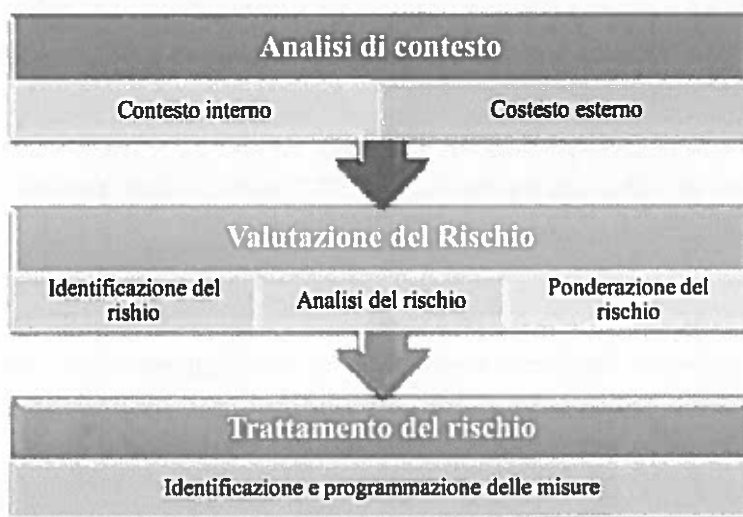 Analisi di contesto
Contesto interno
Costesto esterno
Valutazione del Rischio
Identificazione del
rishio
Analisi del rischio
Ponderazione del
rischio
Trattamento del rischio
Identificazione e programmazione delle misure